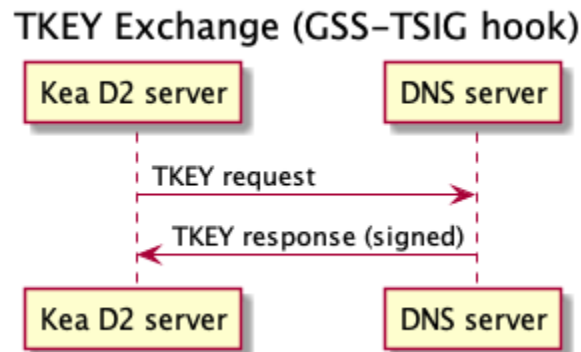 TKEY Exchange (GSS-TSIG hook)
Kea D2 server
DNS server
TKEY request
TKEY response (signed)
Kea D2 server
DNS server